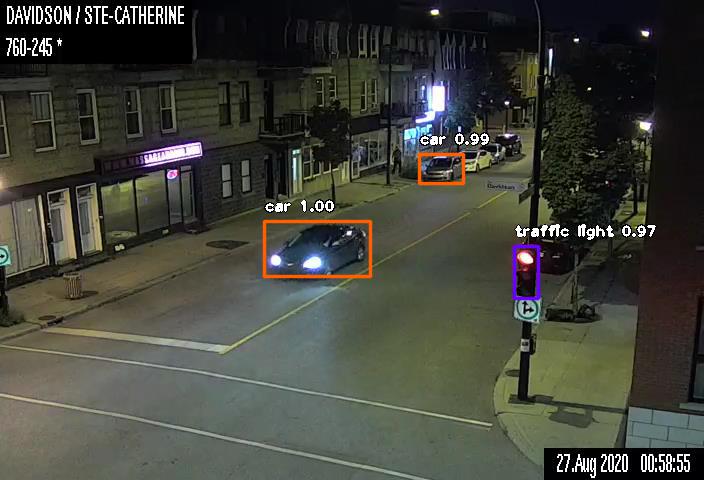 DAVIDSON / STE-CATHERINE
760-245 *
car 0.99
Davidson
car 1.00
traffic light 0.97
27.Aug 2020 00:58:55